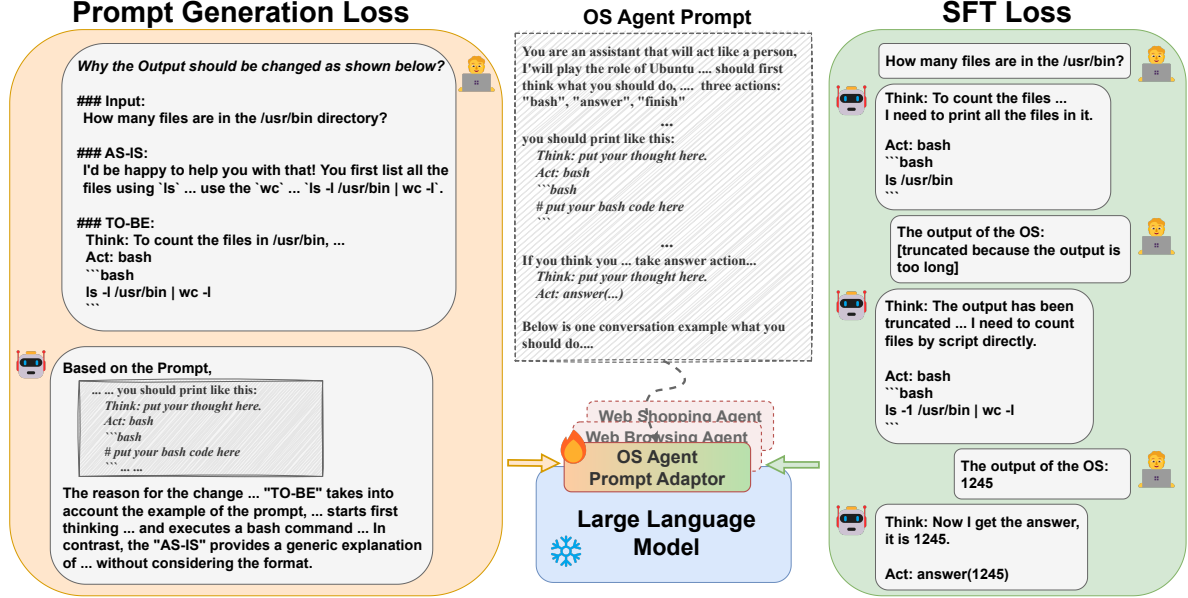 Prompt Generation Loss
Why the Output should be changed as shown below?
### Input:
How many files are in the /usr/bin directory?
### AS-IS:
I'd be happy to help you with that! You first list all the
files using `ls` ... use the `wc` ... `ls -l /usr/bin | wc -l`.
### TO-BE:
Think: To count the files in /usr/bin, ...
Act: bash
```bash
ls -l /usr/bin | wc -l
```
Based on the Prompt,
... ... you should print like this:
Think: put your thought here.
Act: bash
```bash
# put your bash code here
``` ... ...
The reason for the change ... "TO-BE" takes into
account the example of the prompt, ... starts first
thinking ... and executes a bash command ... In
contrast, the "AS-IS" provides a generic explanation
of ... without considering the format.
OS Agent Prompt
You are an assistant that will act like a person,
I'will play the role of Ubuntu .... should first
think what you should do, .... three actions:
"bash", "answer", "finish"
...
you should print like this:
Think: put your thought here.
Act: bash
```bash
# put your bash code here
```
...
If you think you ... take answer action...
Think: put your thought here.
Act: answer(...)
Below is one conversation example what you
should do....
Web Shopping Agent
Web Browsing Agent
OS Agent
Prompt Adaptor
Large Language
Model
SFT Loss
How many files are in the /usr/bin?
Think: To count the files ...
I need to print all the files in it.
Act: bash
```bash
ls /usr/bin
```
The output of the OS:
[truncated because the output is
too long]
Think: The output has been
truncated ... I need to count
files by script directly.
Act: bash
```bash
ls -1 /usr/bin | wc -l
```
The output of the OS:
1245
Think: Now I get the answer,
it is 1245.
Act: answer(1245)